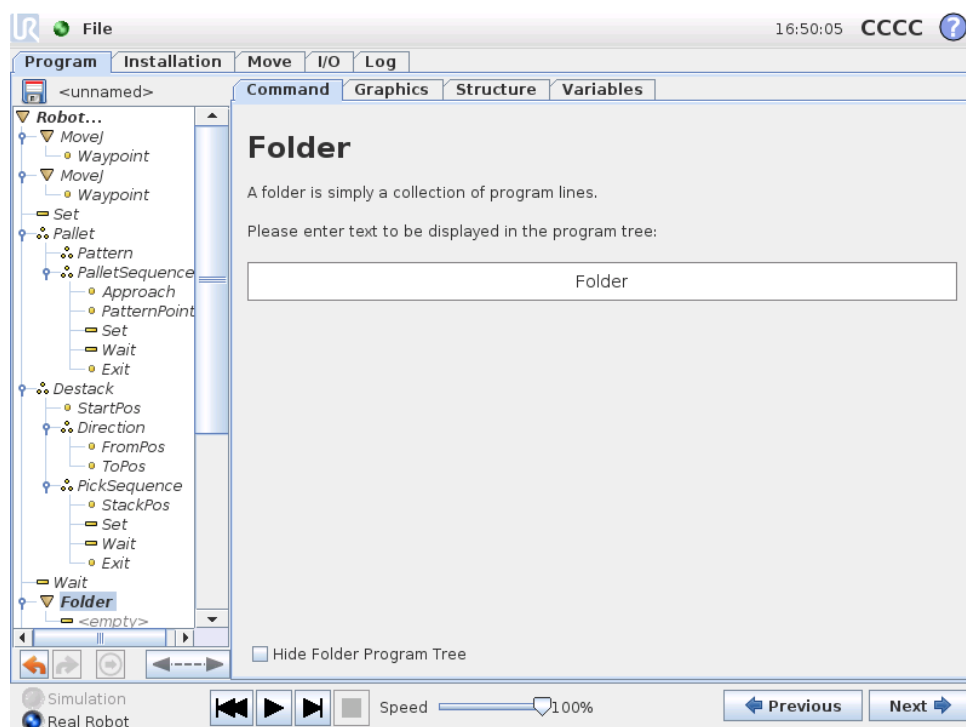 UR File 16:50:05 CCCC ?
Program Installation Move I/O Log
<unnamed>
Command Graphics Structure Variables
Robot...
MoveJ
Waypoint
MoveJ
Waypoint
Set
Pallet
Pattern
PalletSequence
Approach
PatternPoint
Set
Wait
Exit
Destack
StartPos
Direction
FromPos
ToPos
PickSequence
StackPos
Set
Wait
Exit
Wait
Folder
<empty>
Folder
A folder is simply a collection of program lines.
Please enter text to be displayed in the program tree:
Folder
Hide Folder Program Tree
Simulation
Real Robot
Speed 100%
Previous Next